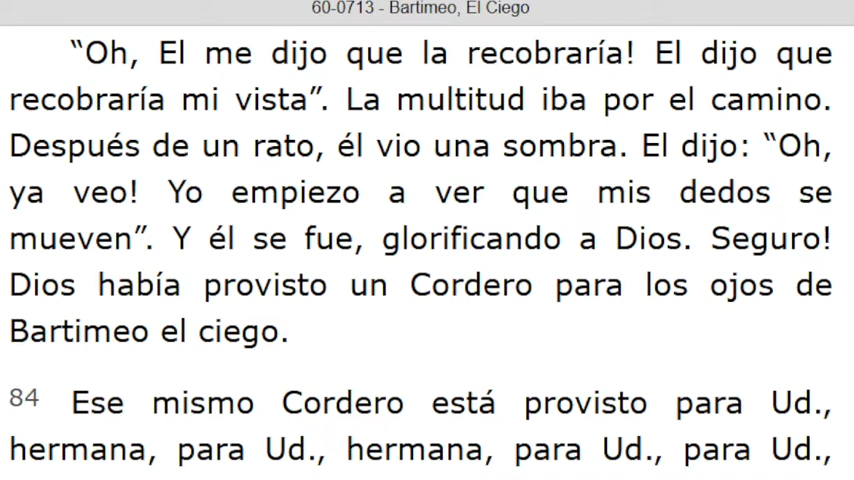 60-0713 - Bartimeo, El Ciego
“Oh, El me dijo que la recobraría! El dijo que
recobraría mi vista”. La multitud iba por el camino.
Después de un rato, él vio una sombra. El dijo: “Oh,
ya veo! Yo empiezo a ver que mis dedos se
mueven”. Y él se fue, glorificando a Dios. Seguro!
Dios había provisto un Cordero para los ojos de
Bartimeo el ciego.
84 Ese mismo Cordero está provisto para Ud.,
hermana, para Ud., hermana, para Ud., para Ud.,